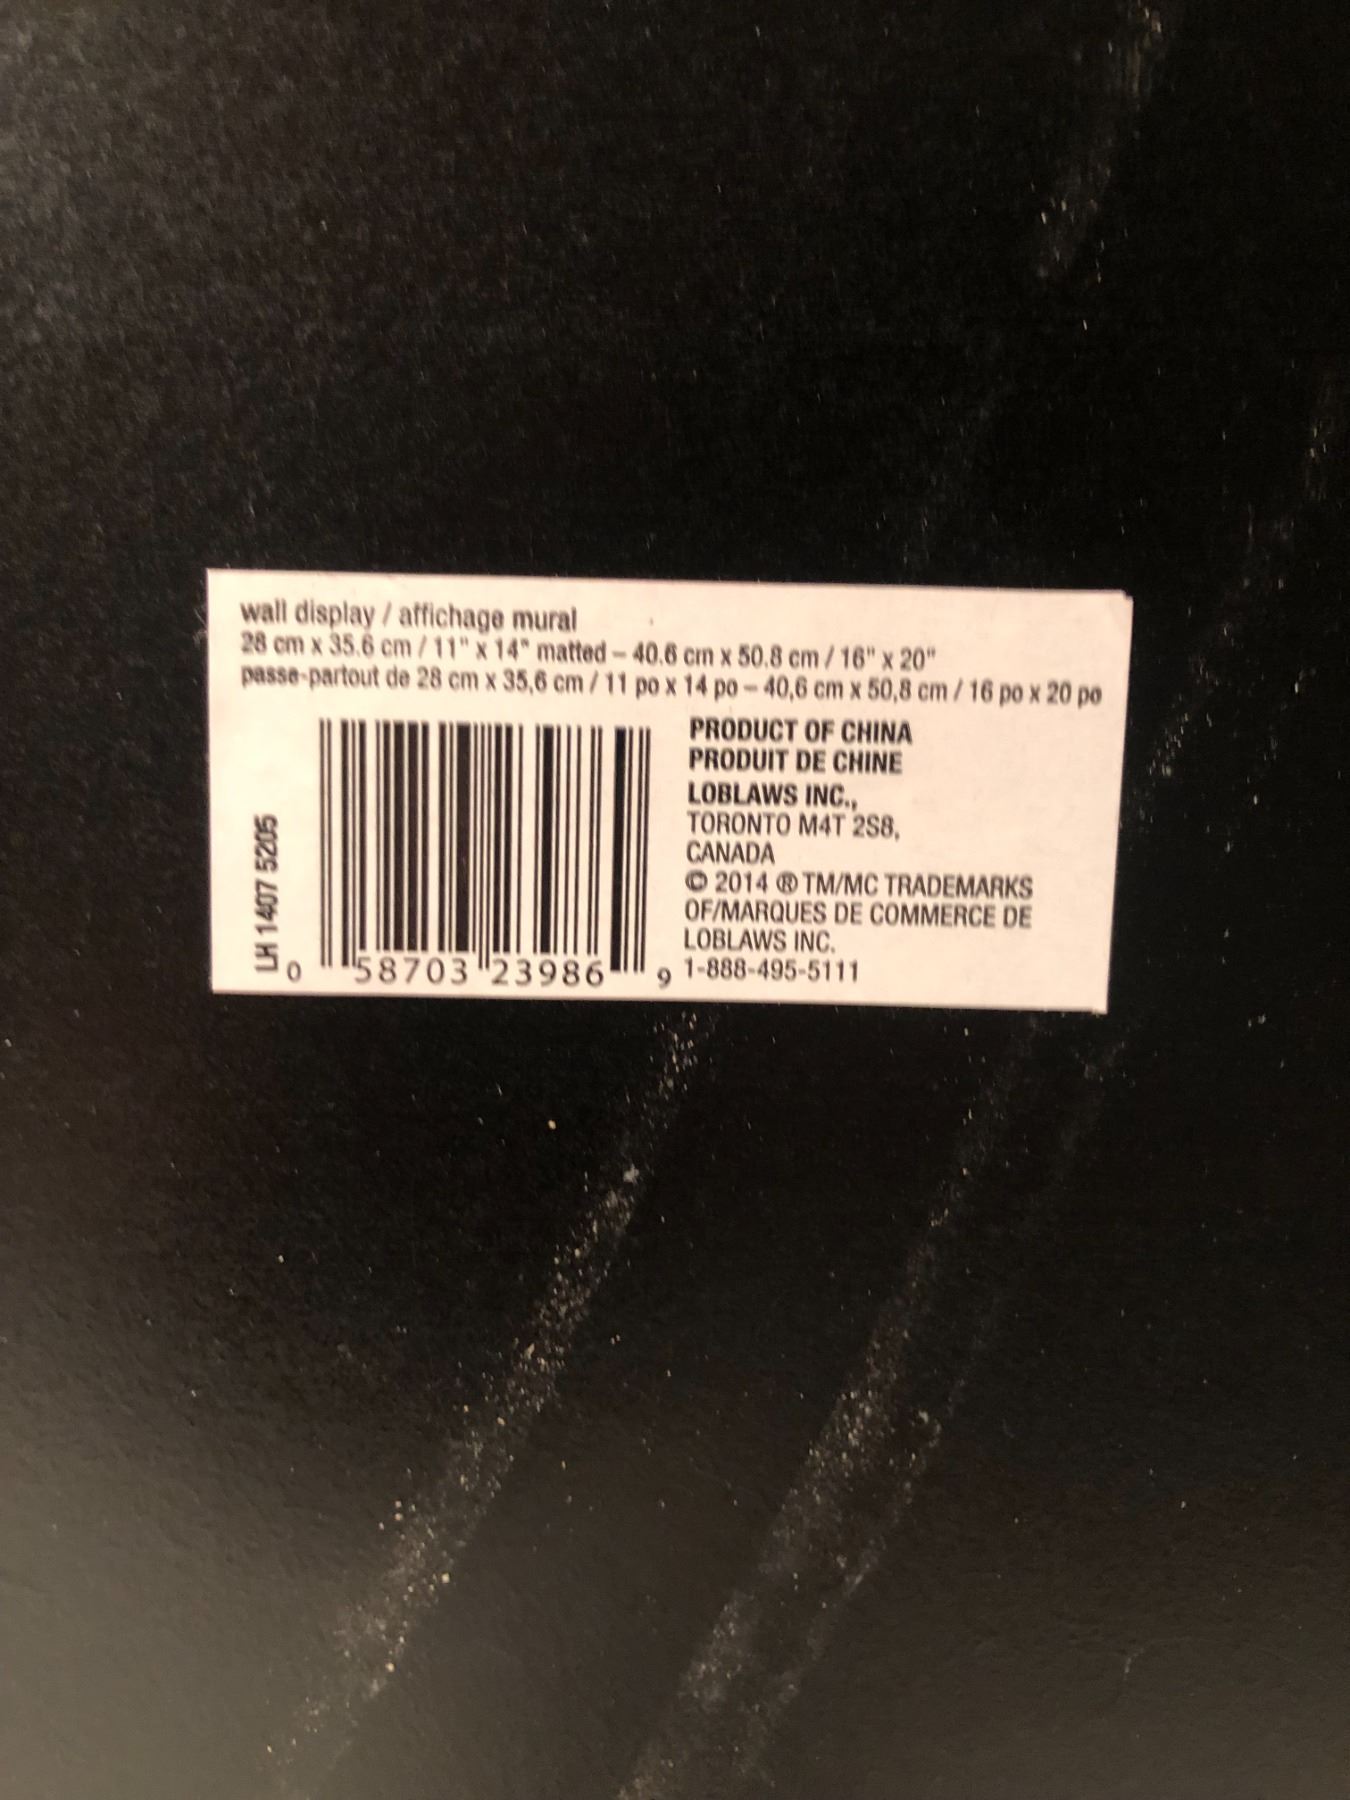 wall display / affichage mural
28 cm x 35.6 cm / 11" x 14" matted – 40.6 cm x 50.8 cm / 16" x 20"
passe-partout de 28 cm x 35,6 cm / 11 po x 14 po – 40,6 cm x 50,8 cm / 16 po x 20 po
PRODUCT OF CHINA
PRODUIT DE CHINE
LOBLAWS INC.,
TORONTO M4T 2S8,
CANADA
© 2014 ® TM/MC TRADEMARKS
OF/MARQUES DE COMMERCE DE
LOBLAWS INC.
1-888-495-5111
LH 1407 5205
0 58703 23986 9